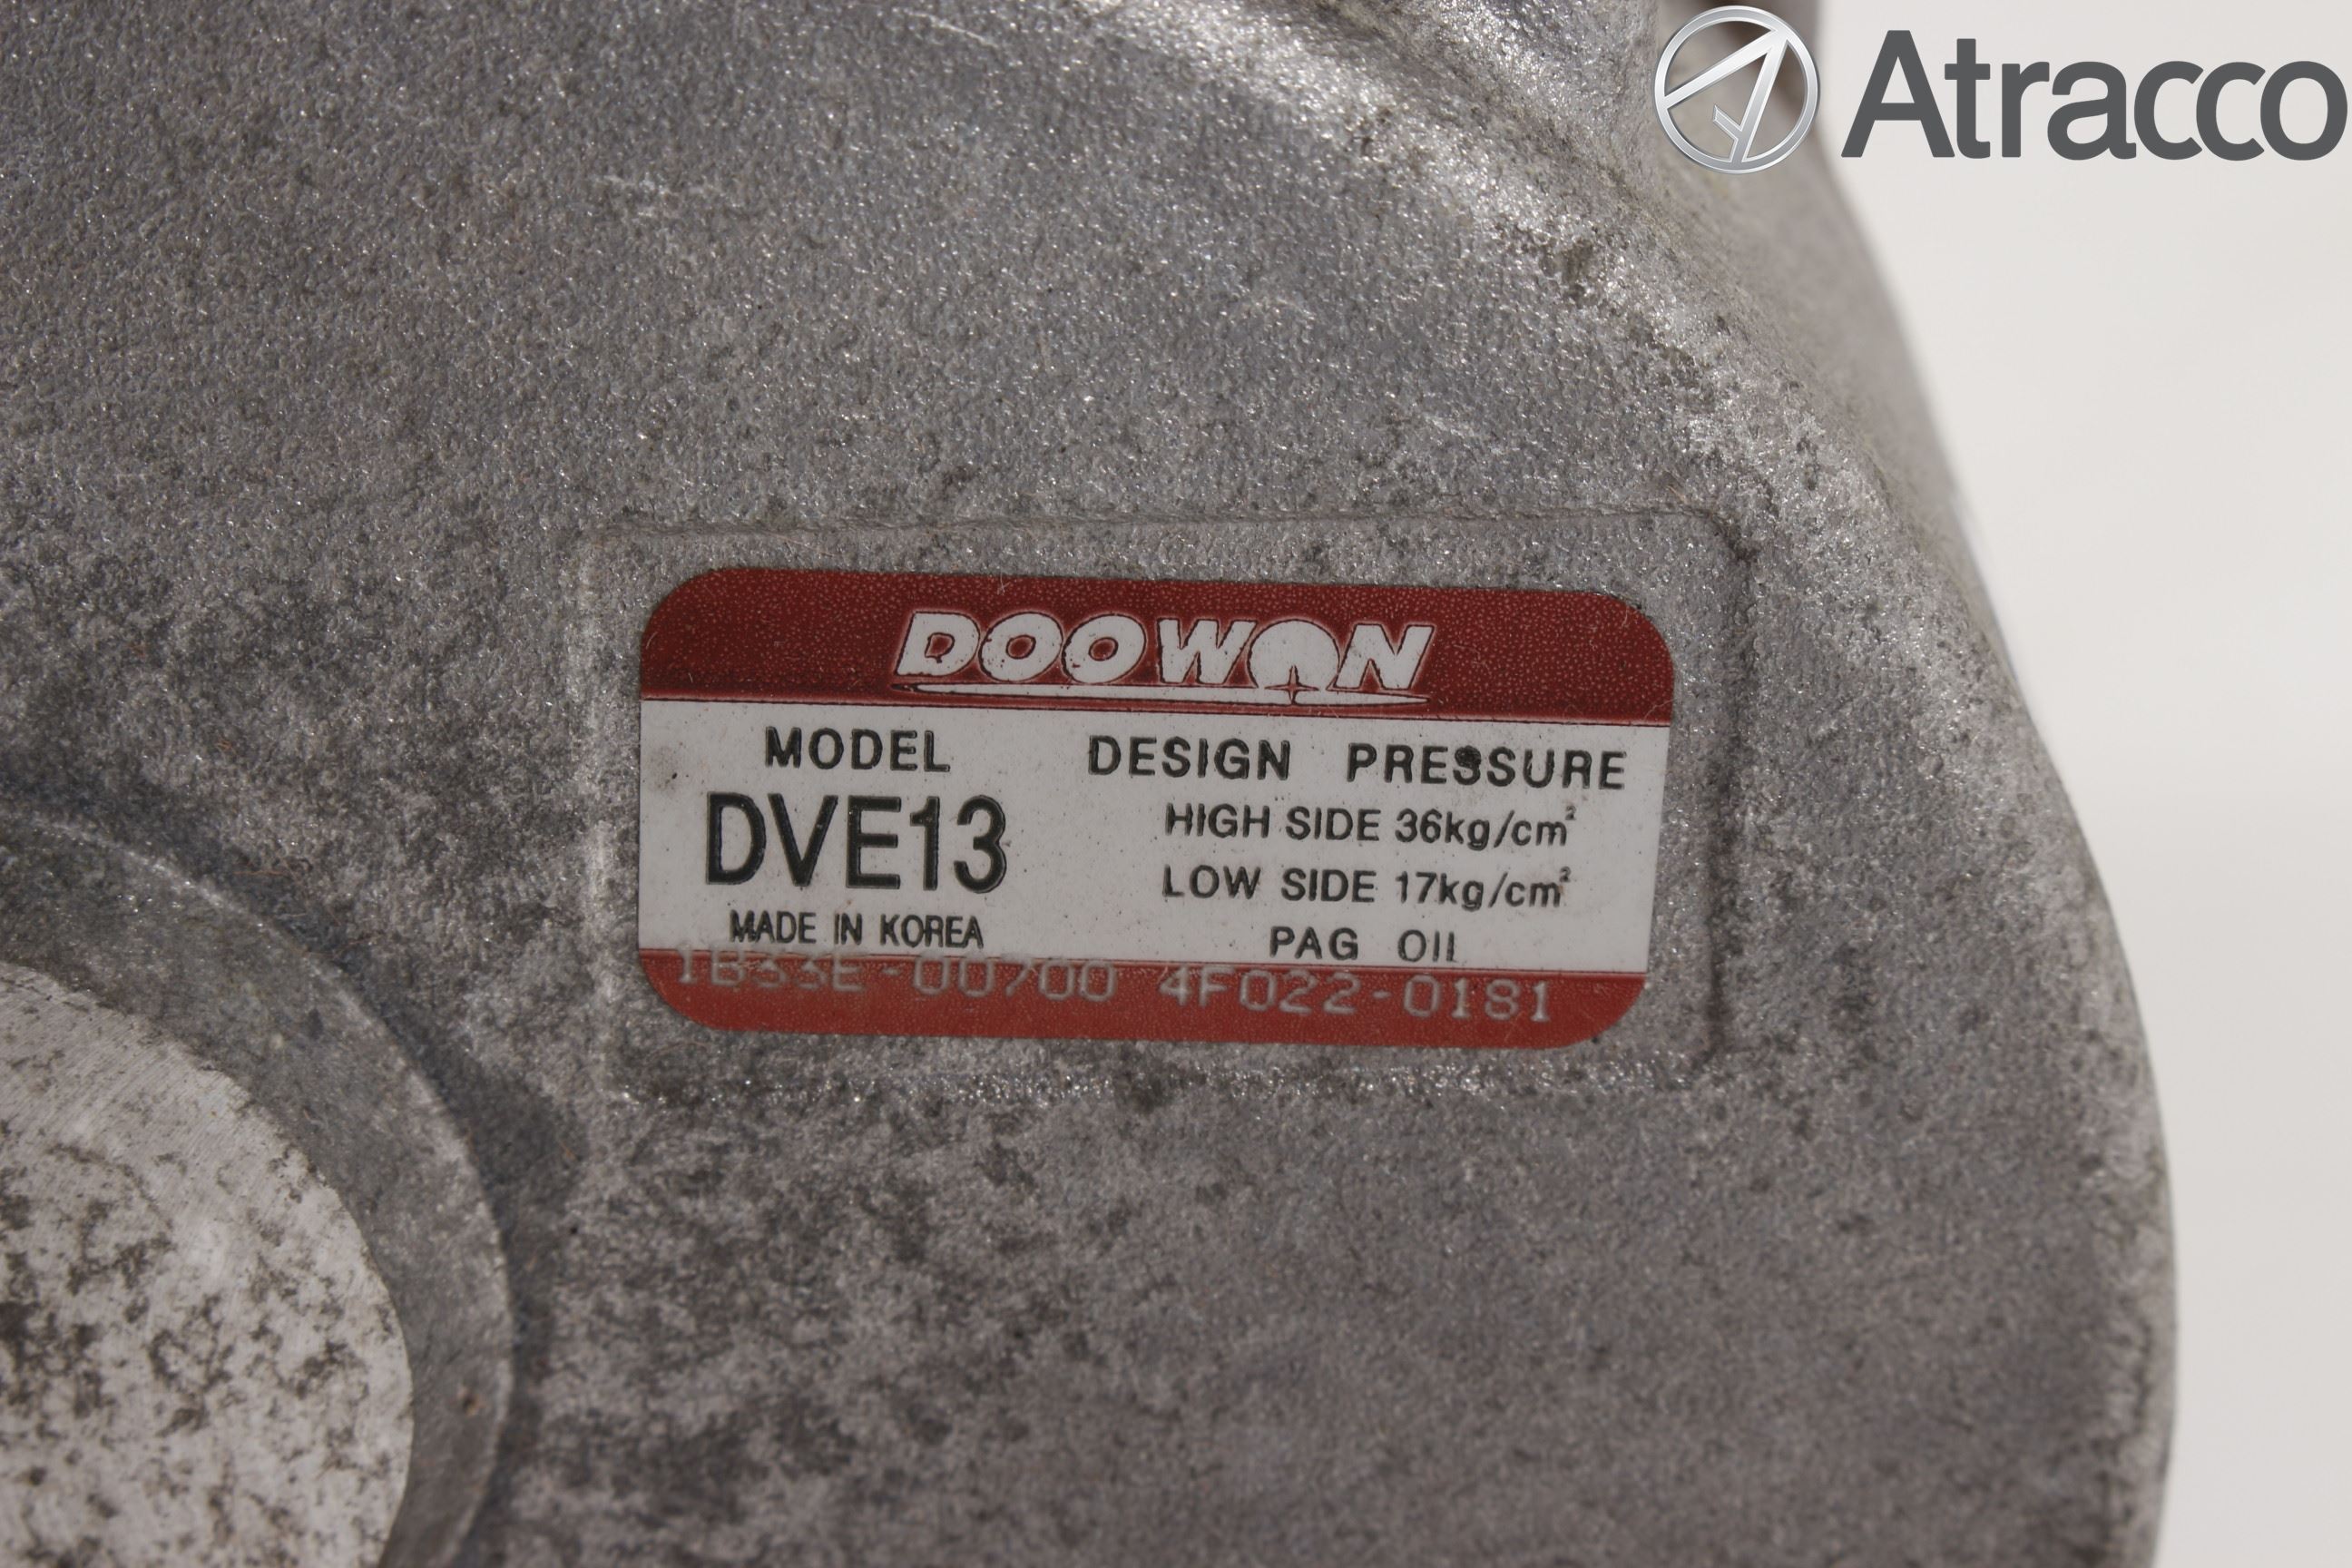 Atracco
DOOWON
MODEL
DVE13
MADE IN KOREA
DESIGN PRESSURE
HIGH SIDE 36kg/cm²
LOW SIDE 17kg/cm²
PAG OIL
1B33E-00700 4F022-0181